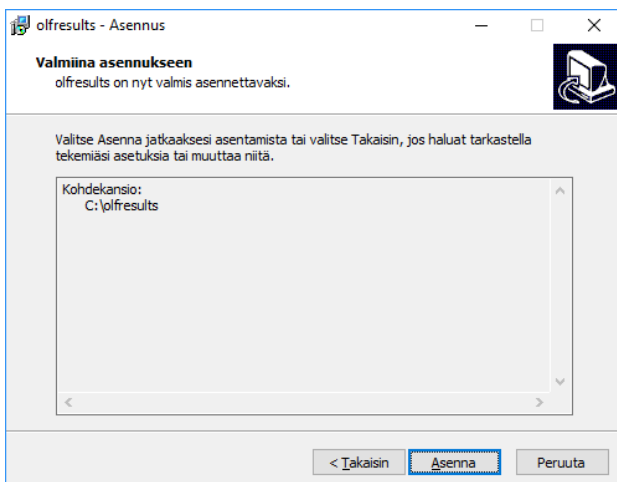 olfresults - Asennus
Valmiina asennukseen
olfresults on nyt valmis asennettavaksi.
Valitse Asenna jatkaaksesi asentamista tai valitse Takaisin, jos haluat tarkastella
tekemiäsi asetuksia tai muuttaa niitä.
Kohdekansio:
C:\olfresults
< Takaisin
Asenna
Peruuta